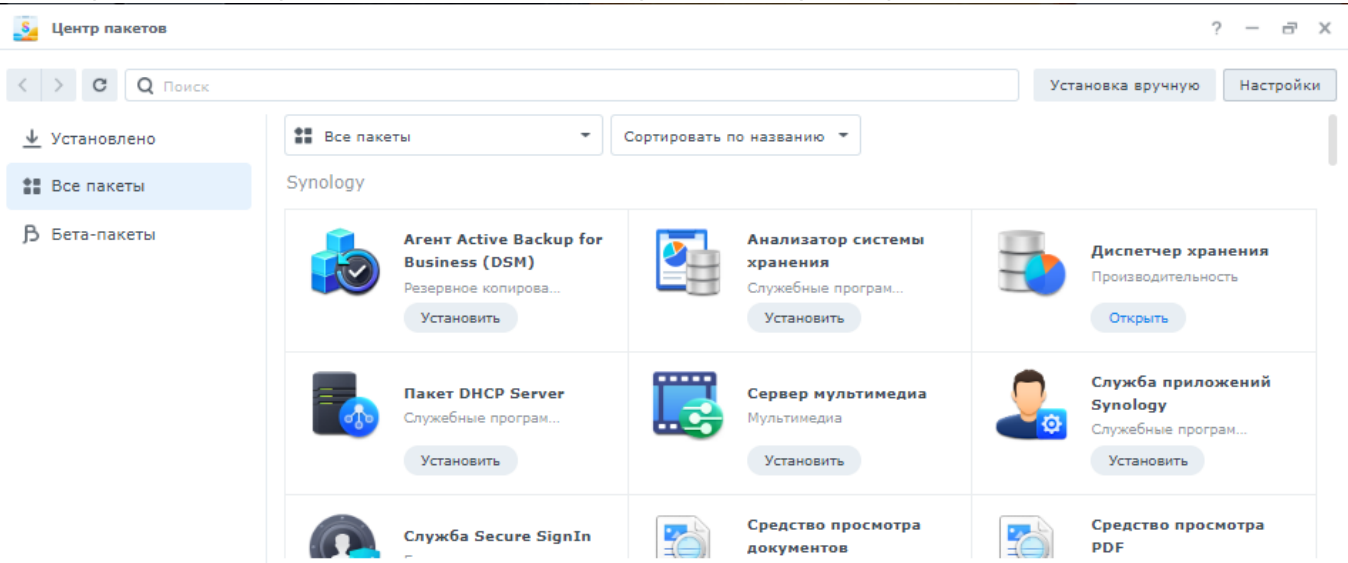 Центр пакетов
Поиск
Установка вручную
Настройки
Установлено
Все пакеты
Бета-пакеты
Все пакеты
Сортировать по названию
Synology
Агент Active Backup for
Business (DSM)
Резервное копирова...
Установить
Анализатор системы
хранения
Служебные програм...
Установить
Диспетчер хранения
Производительность
Открыть
Пакет DHCP Server
Служебные програм...
Установить
Сервер мультимедиа
Мультимедиа
Установить
Служба приложений
Synology
Служебные програм...
Установить
Служба Secure SignIn
Средство просмотра
документов
Средство просмотра
PDF